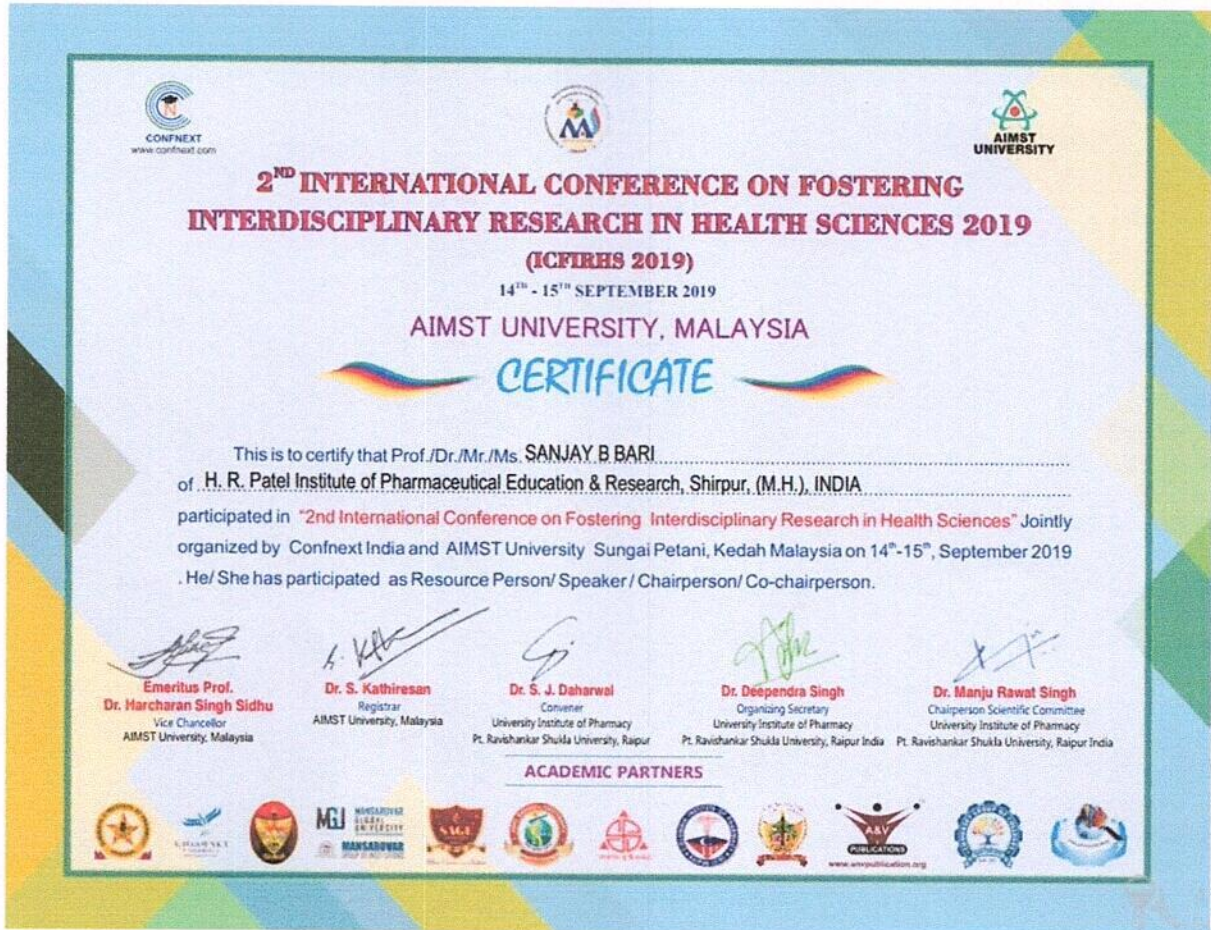 CONFNEXT
www.confnext.com
AIMST
UNIVERSITY
2ND INTERNATIONAL CONFERENCE ON FOSTERING
INTERDISCIPLINARY RESEARCH IN HEALTH SCIENCES 2019
(ICFIRHS 2019)
14TH - 15TH SEPTEMBER 2019
AIMST UNIVERSITY, MALAYSIA
CERTIFICATE
This is to certify that Prof./Dr./Mr./Ms. SANJAY B BARI
of H. R. Patel Institute of Pharmaceutical Education & Research, Shirpur, (M.H.), INDIA
participated in "2nd International Conference on Fostering Interdisciplinary Research in Health Sciences" Jointly
organized by Confnext India and AIMST University Sungai Petani, Kedah Malaysia on 14th-15th, September 2019
. He/ She has participated as Resource Person/ Speaker / Chairperson/ Co-chairperson.
Emeritus Prof.
Dr. Harcharan Singh Sidhu
Vice Chancellor
AIMST University, Malaysia
Dr. S. Kathiresan
Registrar
AIMST University, Malaysia
Dr. S. J. Daharwal
Convener
University Institute of Pharmacy
Pt. Ravishankar Shukla University, Raipur
Dr. Deependra Singh
Organizing Secretary
University Institute of Pharmacy
Pt. Ravishankar Shukla University, Raipur India
Dr. Manju Rawat Singh
Chairperson Scientific Committee
University Institute of Pharmacy
Pt. Ravishankar Shukla University, Raipur India
ACADEMIC PARTNERS
MGU MANSAROVAR
GLOBAL
UNIVERSITY
MANSAROVAR
SAGE
A&V
PUBLICATIONS
www.anvpublication.org